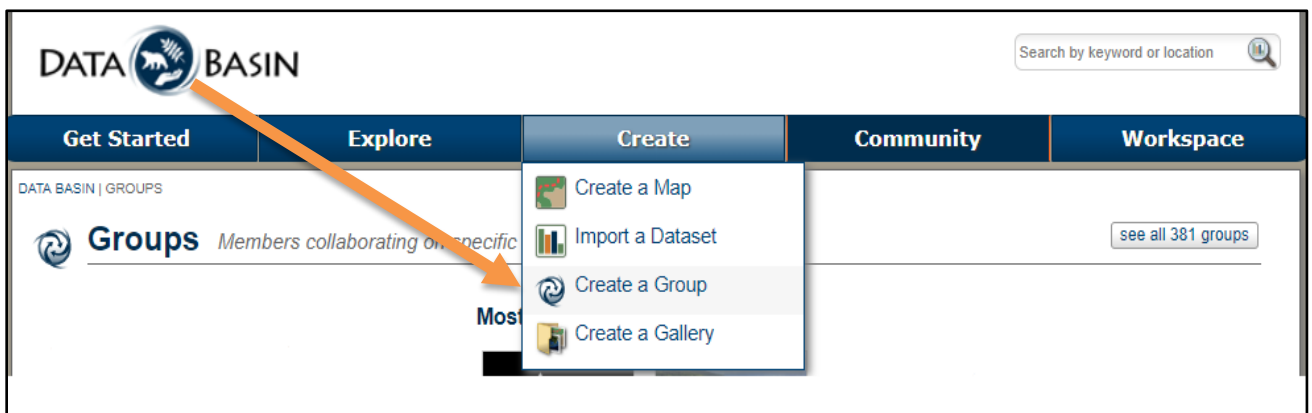 DATA BASIN
Search by keyword or location
Get Started Explore Create Community Workspace
DATA BASIN | GROUPS
Create a Map
Groups Members collaborating on specific
Import a Dataset
see all 381 groups
Create a Group
Most
Create a Gallery